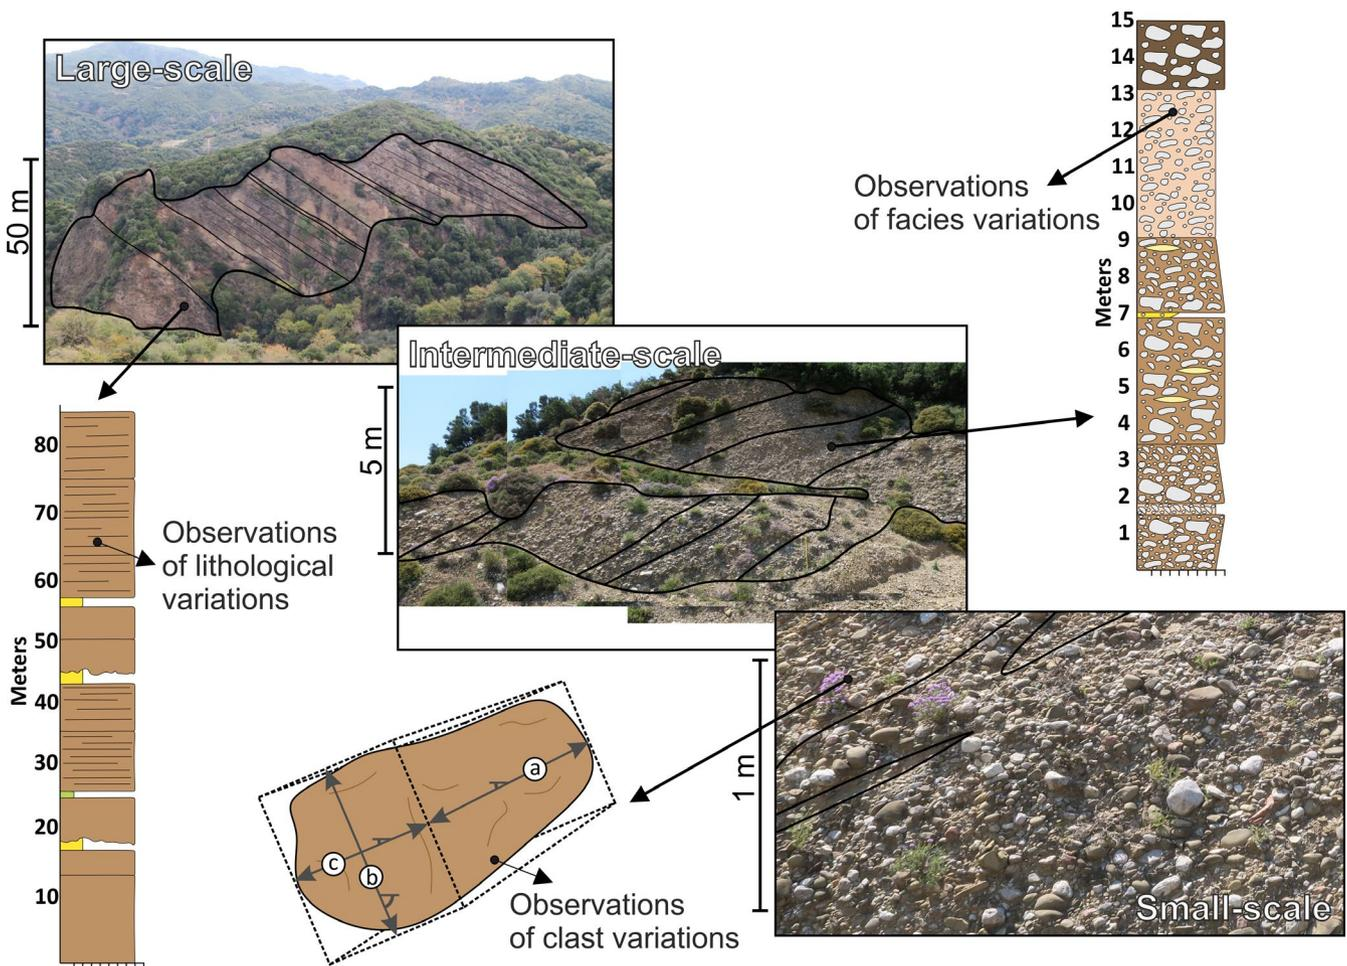 Large-scale
50 m
Intermediate-scale
5 m
Small-scale
1 m
Observations
of lithological
variations
Observations
of facies variations
Observations
of clast variations
a
b
c
Meters
80
70
60
50
40
30
20
10
Meters
15
14
13
12
11
10
9
8
7
6
5
4
3
2
1